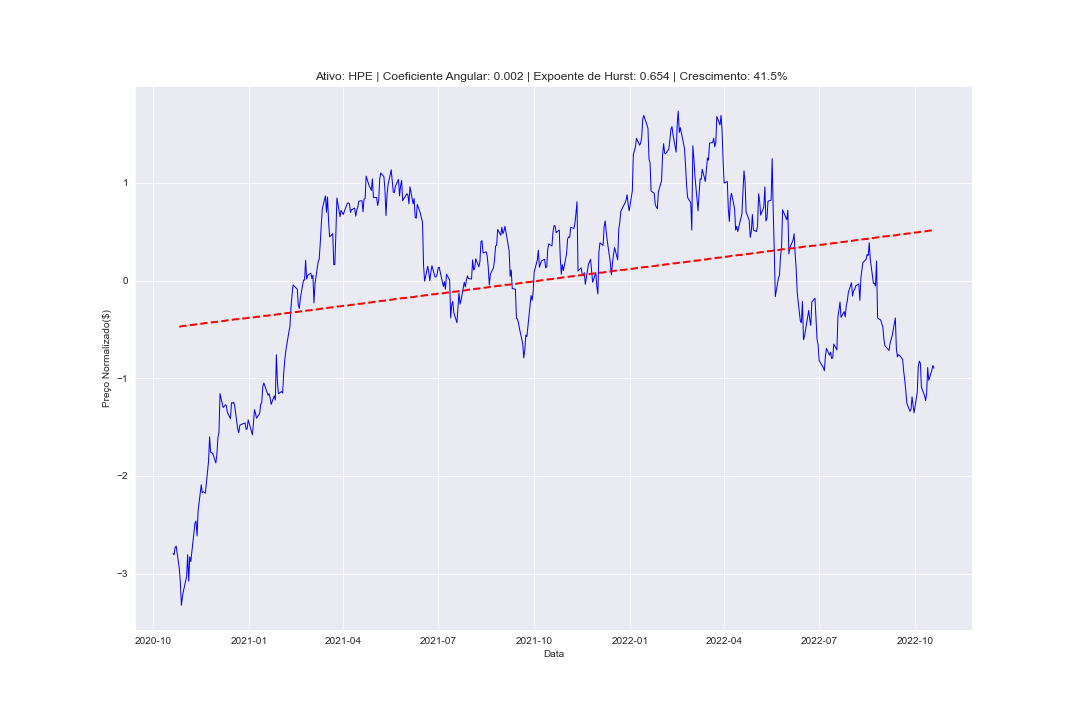 Ativo: HPE | Coeficiente Angular: 0.002 | Expoente de Hurst: 0.654 | Crescimento: 41.5%
Preço Normalizado($)
1
0
−1
−2
−3
2020-10 2021-01 2021-04 2021-07 2021-10 2022-01 2022-04 2022-07 2022-10
Data